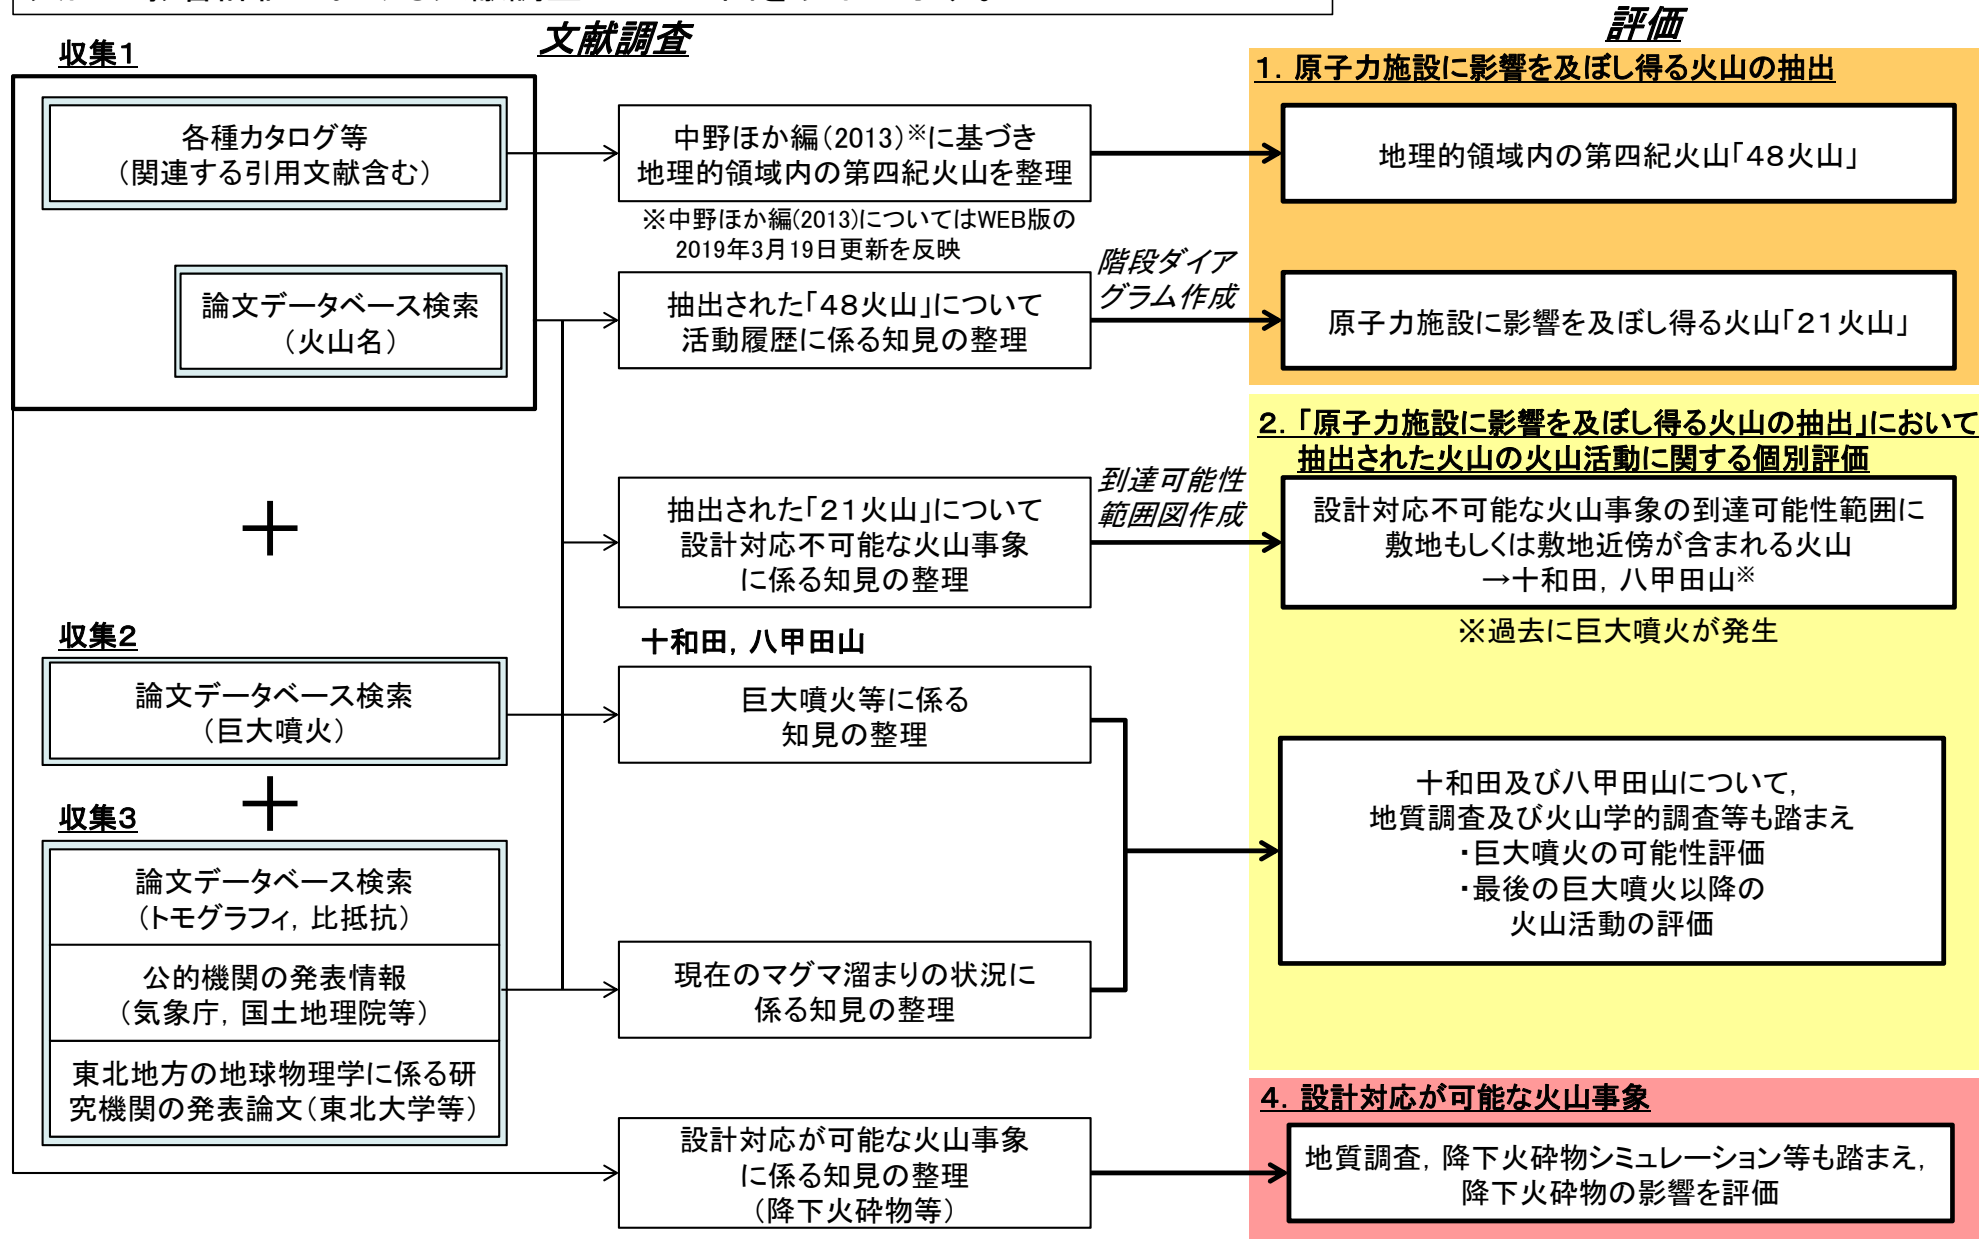 文献調査
評価
収集1
各種カタログ等
（関連する引用文献含む）
論文データベース検索
（火山名）
中野ほか編（2013）※に基づき
地理的領域内の第四紀火山を整理
※中野ほか編(2013)についてはWEB版の
2019年3月19日更新を反映
抽出された「48火山」について
活動履歴に係る知見の整理
階段ダイア
グラム作成
1．原子力施設に影響を及ぼし得る火山の抽出
地理的領域内の第四紀火山「48火山」
原子力施設に影響を及ぼし得る火山「21火山」
＋
抽出された「21火山」について
設計対応不可能な火山事象
に係る知見の整理
到達可能性
範囲図作成
2．「原子力施設に影響を及ぼし得る火山の抽出」において
抽出された火山の火山活動に関する個別評価
設計対応不可能な火山事象の到達可能性範囲に
敷地もしくは敷地近傍が含まれる火山
→十和田，八甲田山※
※過去に巨大噴火が発生
収集2
論文データベース検索
（巨大噴火）
十和田，八甲田山
巨大噴火等に係る
知見の整理
＋
収集3
論文データベース検索
（トモグラフィ，比抵抗）
公的機関の発表情報
（気象庁，国土地理院等）
東北地方の地球物理学に係る研
究機関の発表論文（東北大学等）
現在のマグマ溜まりの状況に
係る知見の整理
十和田及び八甲田山について，
地質調査及び火山学的調査等も踏まえ
・巨大噴火の可能性評価
・最後の巨大噴火以降の
火山活動の評価
設計対応が可能な火山事象
に係る知見の整理
（降下火砕物等）
4．設計対応が可能な火山事象
地質調査，降下火砕物シミュレーション等も踏まえ，
降下火砕物の影響を評価